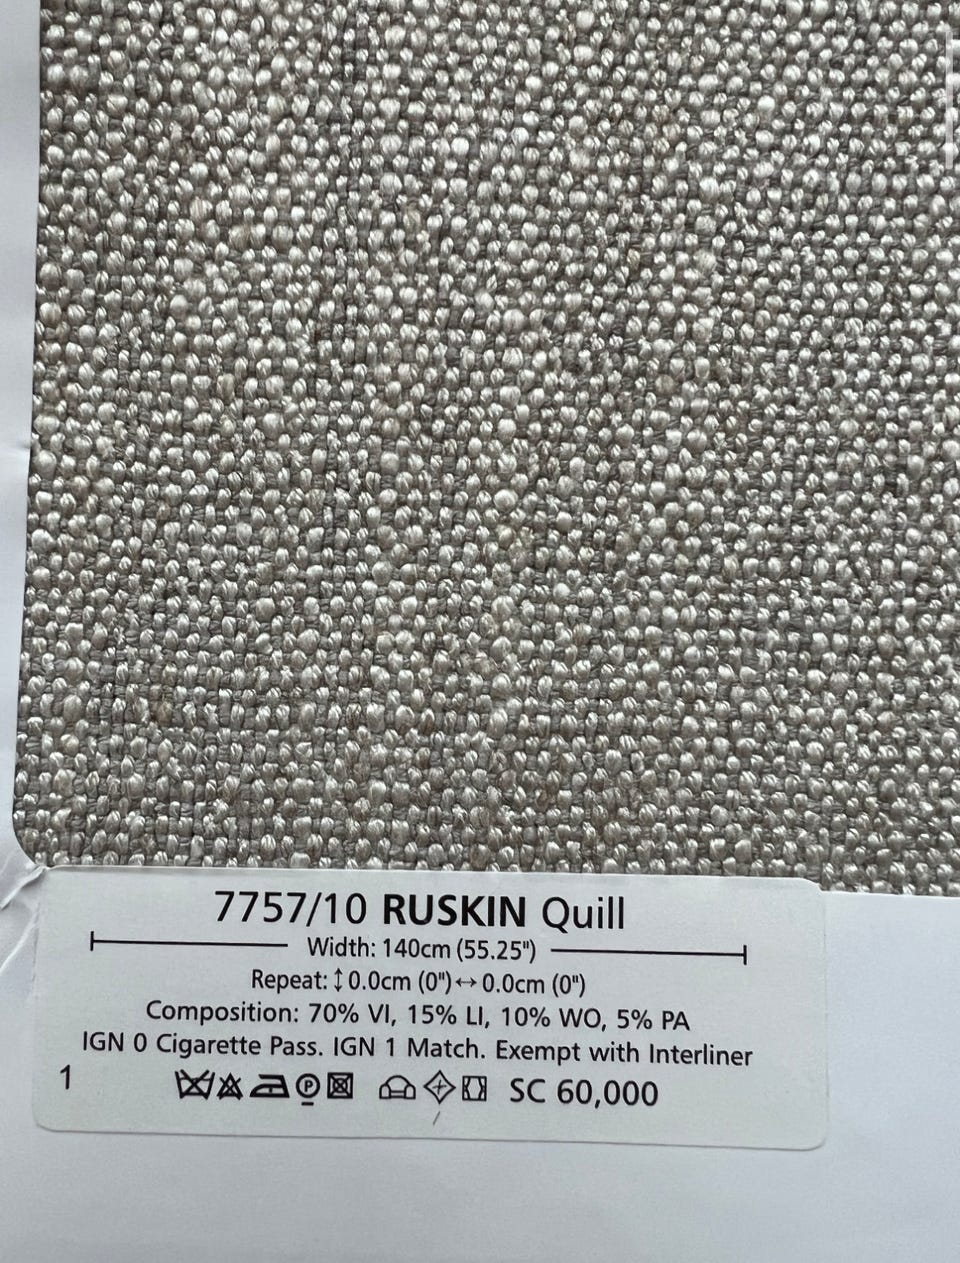 7757/10 RUSKIN Quill
Width: 140cm (55.25")
Repeat: ↕ 0.0cm (0") ↔ 0.0cm (0")
Composition: 70% VI, 15% LI, 10% WO, 5% PA
IGN 0 Cigarette Pass. IGN 1 Match. Exempt with Interliner
1 P SC 60,000